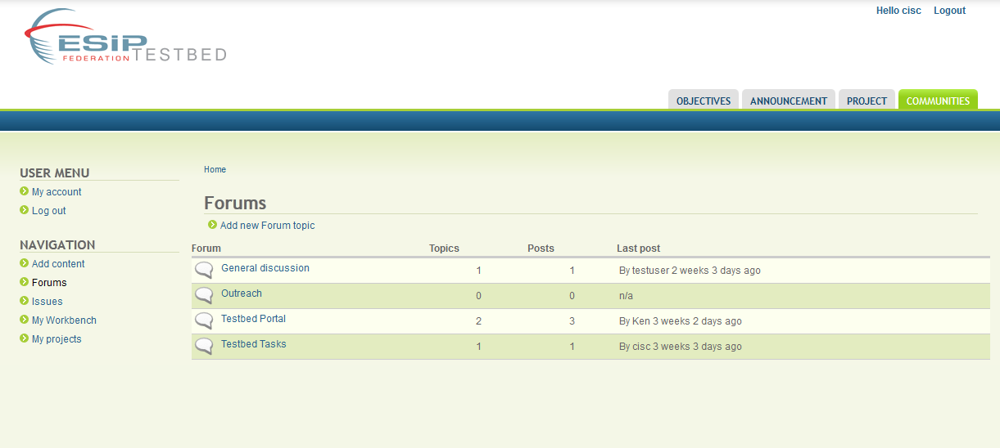 Hello cisc Logout
ESIP
FEDERATION TESTBED
OBJECTIVES ANNOUNCEMENT PROJECT COMMUNITIES
USER MENU
My account
Log out
NAVIGATION
Add content
Forums
Issues
My Workbench
My projects
Home
Forums
Add new Forum topic
Forum Topics Posts Last post
General discussion 1 1 By testuser 2 weeks 3 days ago
Outreach 0 0 n/a
Testbed Portal 2 3 By Ken 3 weeks 2 days ago
Testbed Tasks 1 1 By cisc 3 weeks 3 days ago